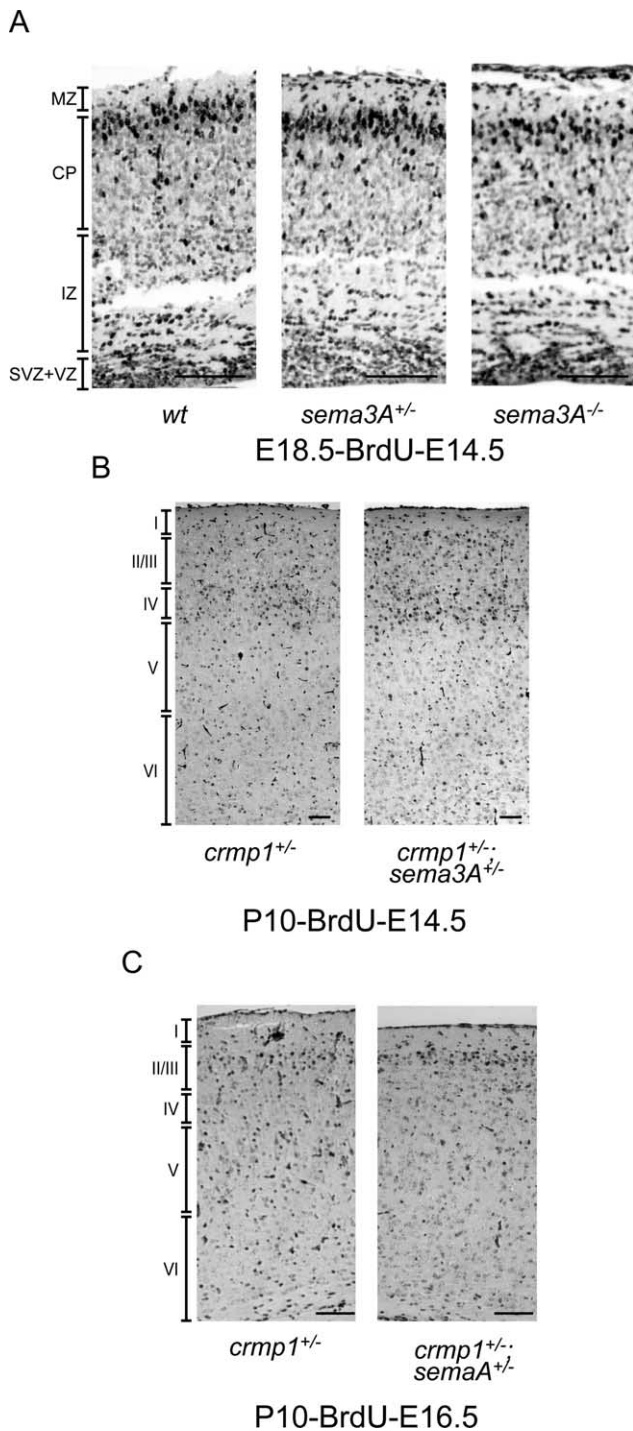 A
MZ
CP
IZ
SVZ+VZ
wt sema3A+/- sema3A-/-
E18.5-BrdU-E14.5
B
I
II/III
IV
V
VI
crmp1+/- crmp1+/-;
sema3A+/-
P10-BrdU-E14.5
C
I
II/III
IV
V
VI
crmp1+/- crmp1+/-;
semaA+/-
P10-BrdU-E16.5